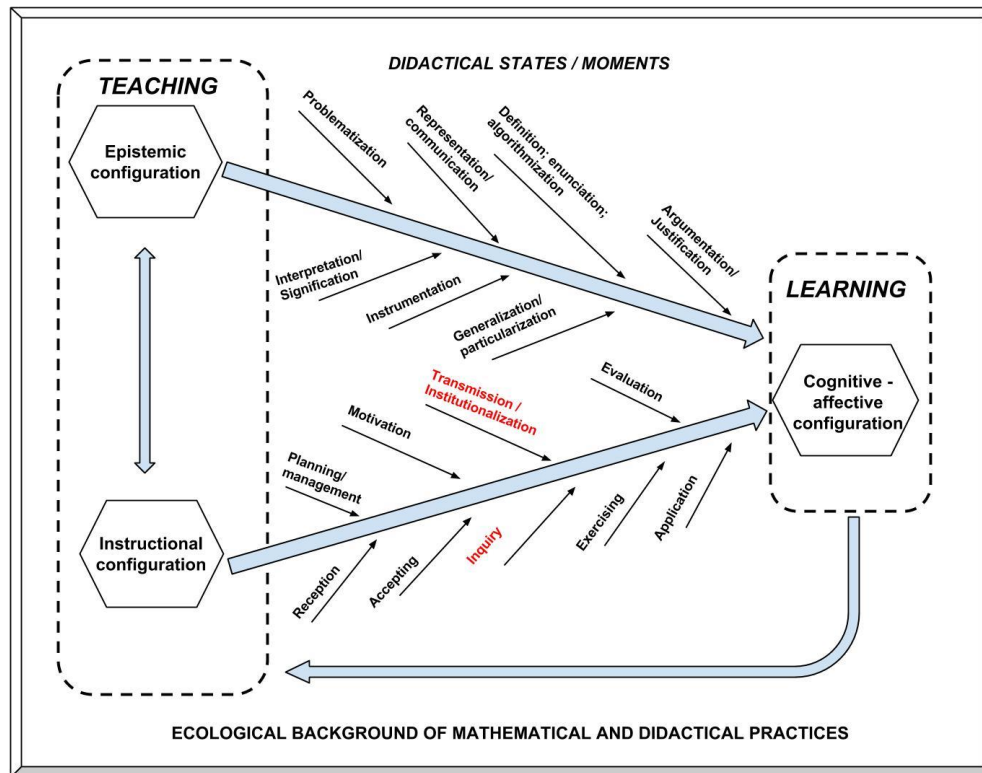 DIDACTICAL STATES / MOMENTS
TEACHING
Epistemic
configuration
Problematization
Representation/
communication
Definition; enunciation;
algorithmization
Argumentation/
Justification
Interpretation/
Signification
Instrumentation
Generalization/
particularization
LEARNING
Cognitive -
affective
configuration
Transmission /
Institutionalization
Evaluation
Motivation
Planning/
management
Instructional
configuration
Reception
Accepting
Inquiry
Exercising
Application
ECOLOGICAL BACKGROUND OF MATHEMATICAL AND DIDACTICAL PRACTICES